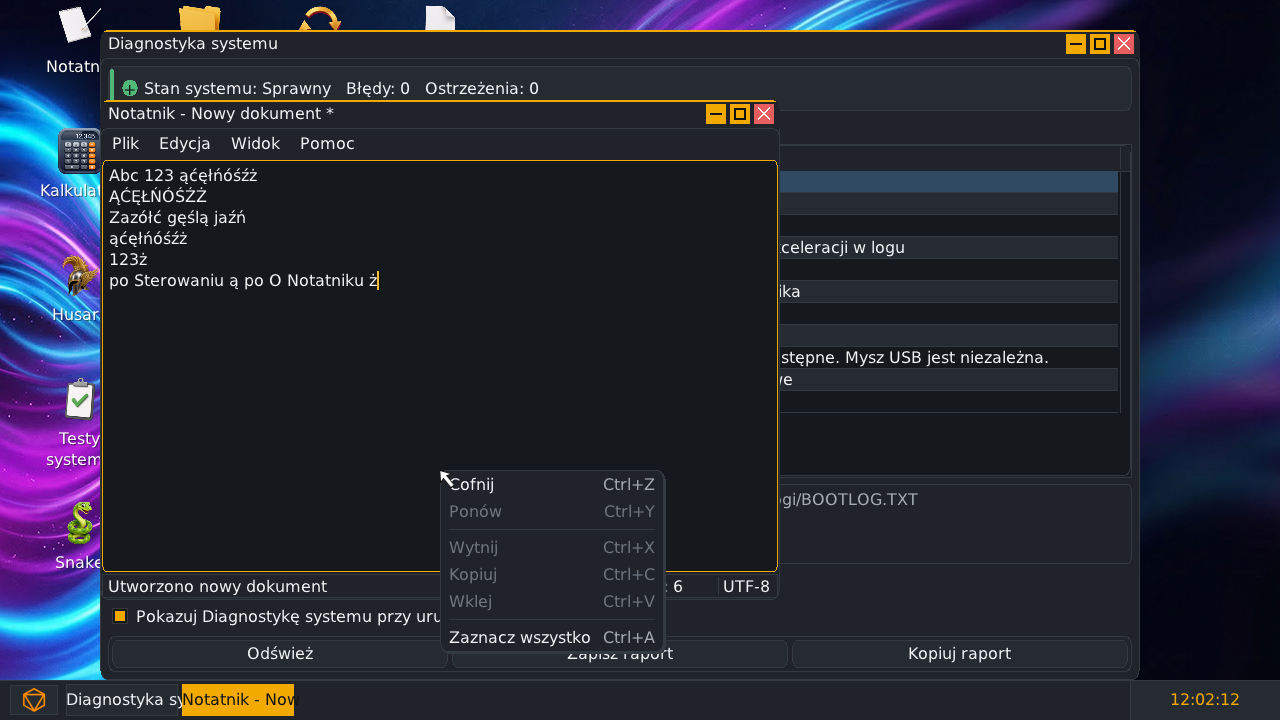 Notatn
Diagnostyka systemu
Stan systemu: Sprawny Błędy: 0 Ostrzeżenia: 0
Notatnik - Nowy dokument *
Plik Edycja Widok Pomoc
Abc 123 ąćęłńóśźż
ĄĆĘŁŃÓŚŹŻ
Zazółć gęślą jaźń
ąćęłńóśźż
123ż
po Sterowaniu ą po O Notatniku ż
Kalkula
Husar
Testy
system
Snake
celeracji w logu
ika
stępne. Mysz USB jest niezależna.
we
ogi/BOOTLOG.TXT
Cofnij Ctrl+Z
Ponów Ctrl+Y
Wytnij Ctrl+X
Kopiuj Ctrl+C
Wklej Ctrl+V
Zaznacz wszystko Ctrl+A
Utworzono nowy dokument : 6 UTF-8
Pokazuj Diagnostykę systemu przy uru
Odśwież Zapisz raport Kopiuj raport
Diagnostyka sy Notatnik - Now 12:02:12